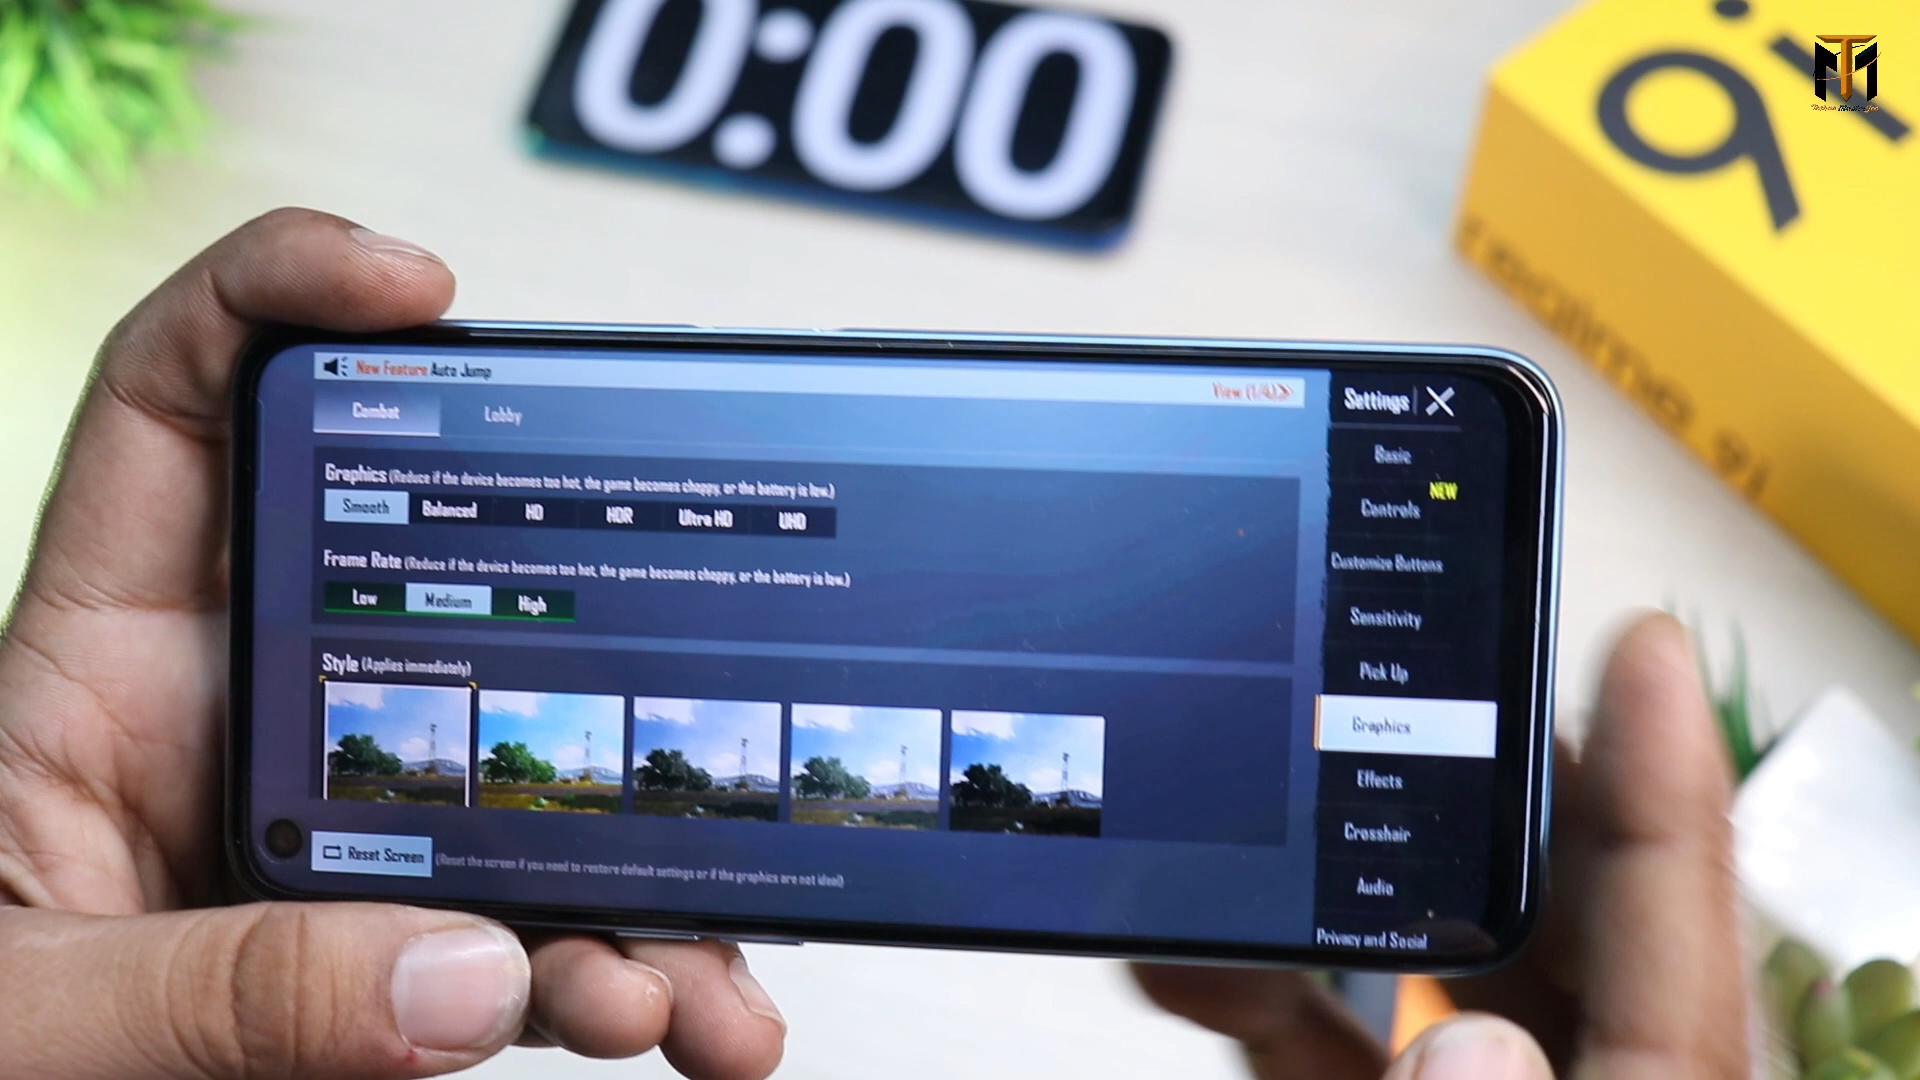 0:00
9i
realme 9i
New Feature Auto Jump
View (1/4)>>
Combat
Lobby
Graphics (Reduce if the device becomes too hot, the game becomes choppy, or the battery is low.)
Smooth
Balanced
HD
HDR
Ultra HD
UHD
Frame Rate (Reduce if the device becomes too hot, the game becomes choppy, or the battery is low.)
Low
Medium
High
Style (Applies immediately)
Reset Screen
(Reset the screen if you need to restore default settings or if the graphics are not ideal)
Settings
Basic
NEW
Controls
Customize Buttons
Sensitivity
Pick Up
Graphics
Effects
Crosshair
Audio
Privacy and Social